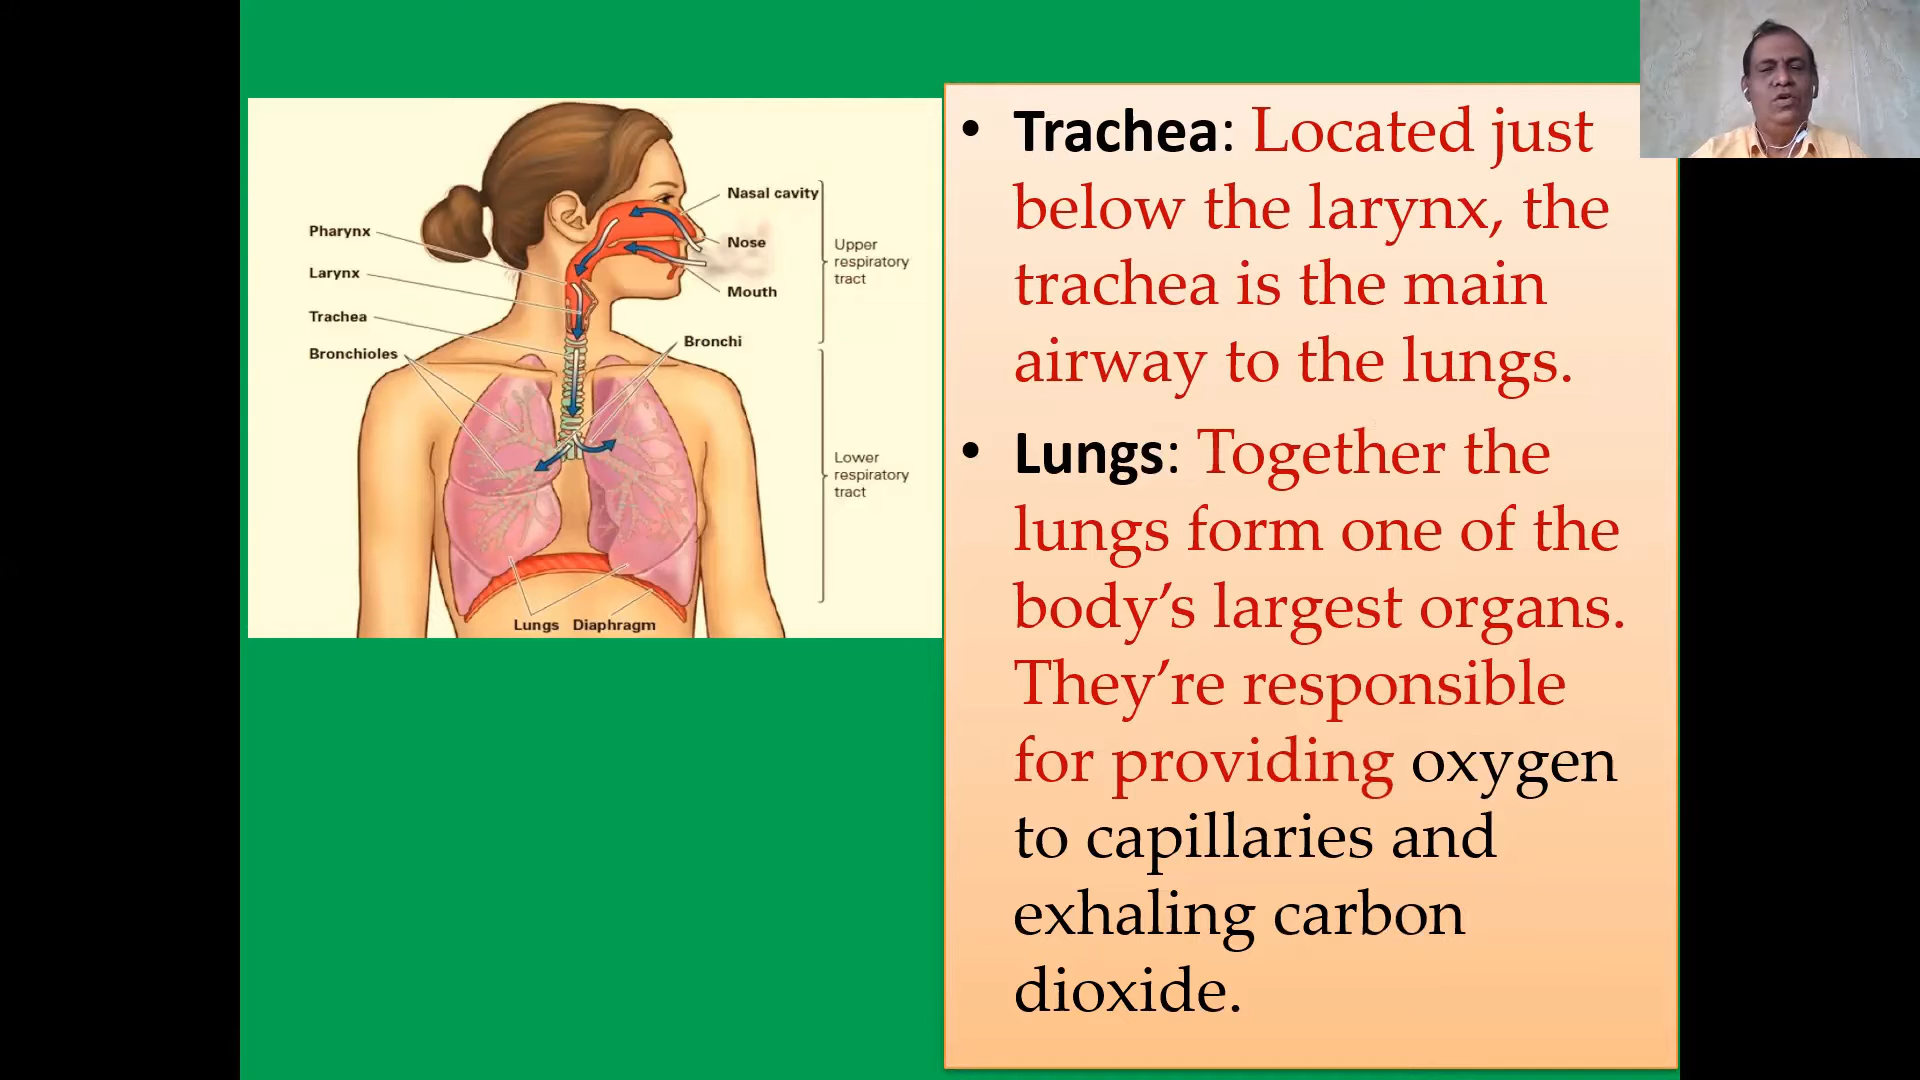 Nasal cavity
Pharynx
Nose
Upper
respiratory
tract
Larynx
Mouth
Trachea
Bronchi
Bronchioles
Lower
respiratory
tract
Lungs Diaphragm
• Trachea: Located just
below the larynx, the
trachea is the main
airway to the lungs.
• Lungs: Together the
lungs form one of the
body’s largest organs.
They’re responsible
for providing oxygen
to capillaries and
exhaling carbon
dioxide.